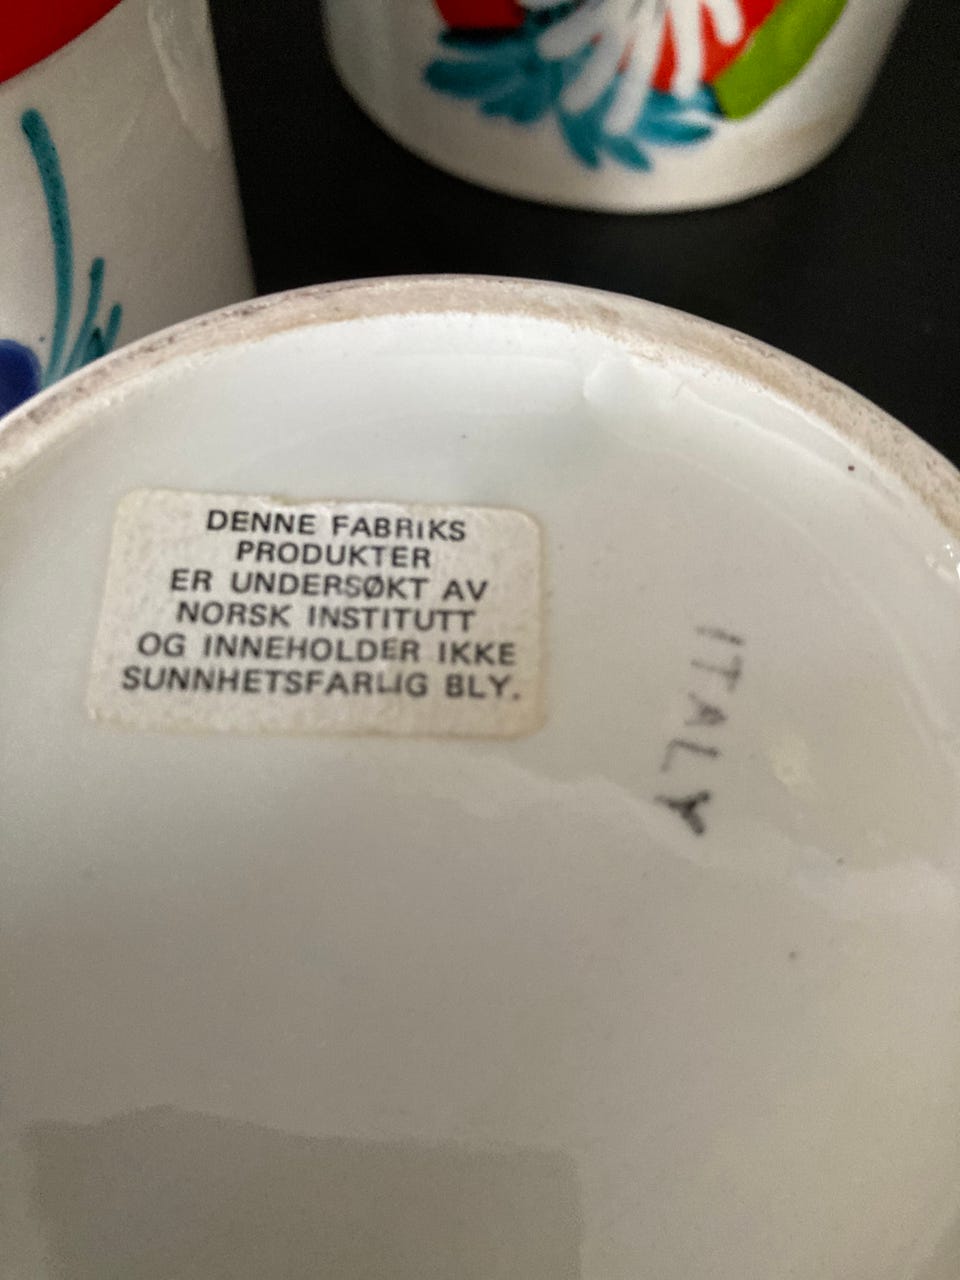 DENNE FABRIKS
PRODUKTER
ER UNDERSØKT AV
NORSK INSTITUTT
OG INNEHOLDER IKKE
SUNNHETSFARLIG BLY.
ITALY